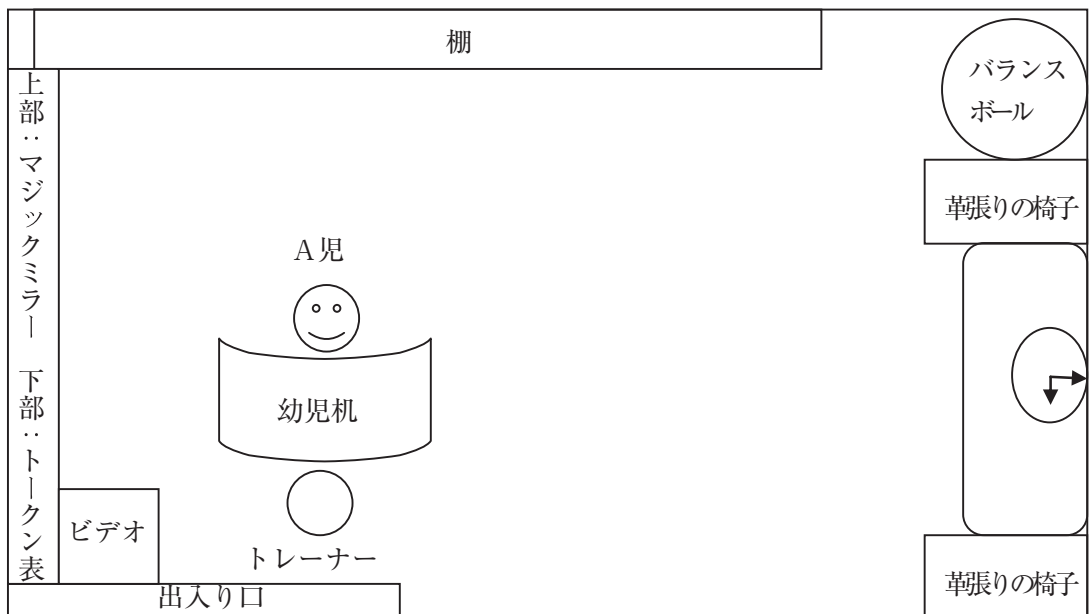 棚
バランス
ボール
上部：マジックミラー　下部：トークン表
革張りの椅子
A児
幼児机
ビデオ
トレーナー
革張りの椅子
出入り口